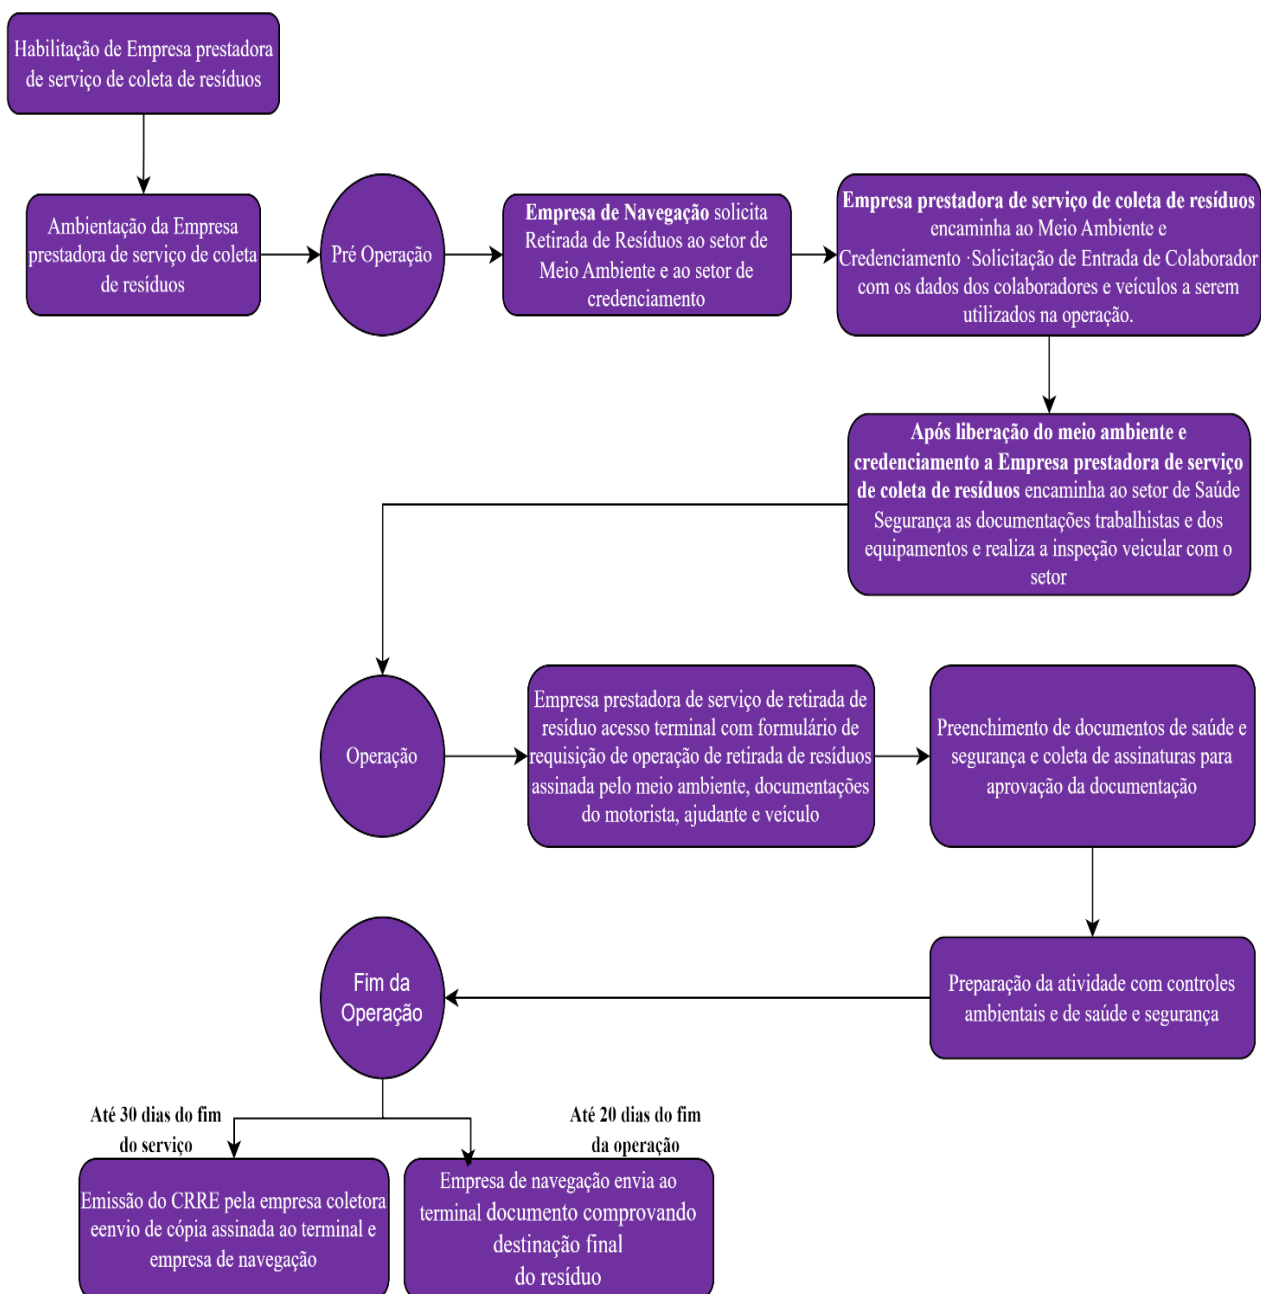 Habilitação de Empresa prestadora
de serviço de coleta de resíduos
Ambientação da Empresa
prestadora de serviço de coleta
de resíduos
Pré Operação
Empresa de Navegação solicita
Retirada de Resíduos ao setor de
Meio Ambiente e ao setor de
credenciamento
Empresa prestadora de serviço de coleta de resíduos
encaminha ao Meio Ambiente e
Credenciamento ·Solicitação de Entrada de Colaborador
com os dados dos colaboradores e veículos a serem
utilizados na operação.
Após liberação do meio ambiente e
credenciamento a Empresa prestadora de serviço
de coleta de resíduos encaminha ao setor de Saúde
Segurança as documentações trabalhistas e dos
equipamentos e realiza a inspeção veicular com o
setor
Operação
Empresa prestadora de serviço de retirada de
resíduo acesso terminal com formulário de
requisição de operação de retirada de resíduos
assinada pelo meio ambiente, documentações
do motorista, ajudante e veículo
Preenchimento de documentos de saúde e
segurança e coleta de assinaturas para
aprovação da documentação
Preparação da atividade com controles
ambientais e de saúde e segurança
Fim da
Operação
Até 30 dias do fim
do serviço
Até 20 dias do fim
da operação
Emissão do CRRE pela empresa coletora
eenvio de cópia assinada ao terminal e
empresa de navegação
Empresa de navegação envia ao
terminal documento comprovando
destinação final
do resíduo